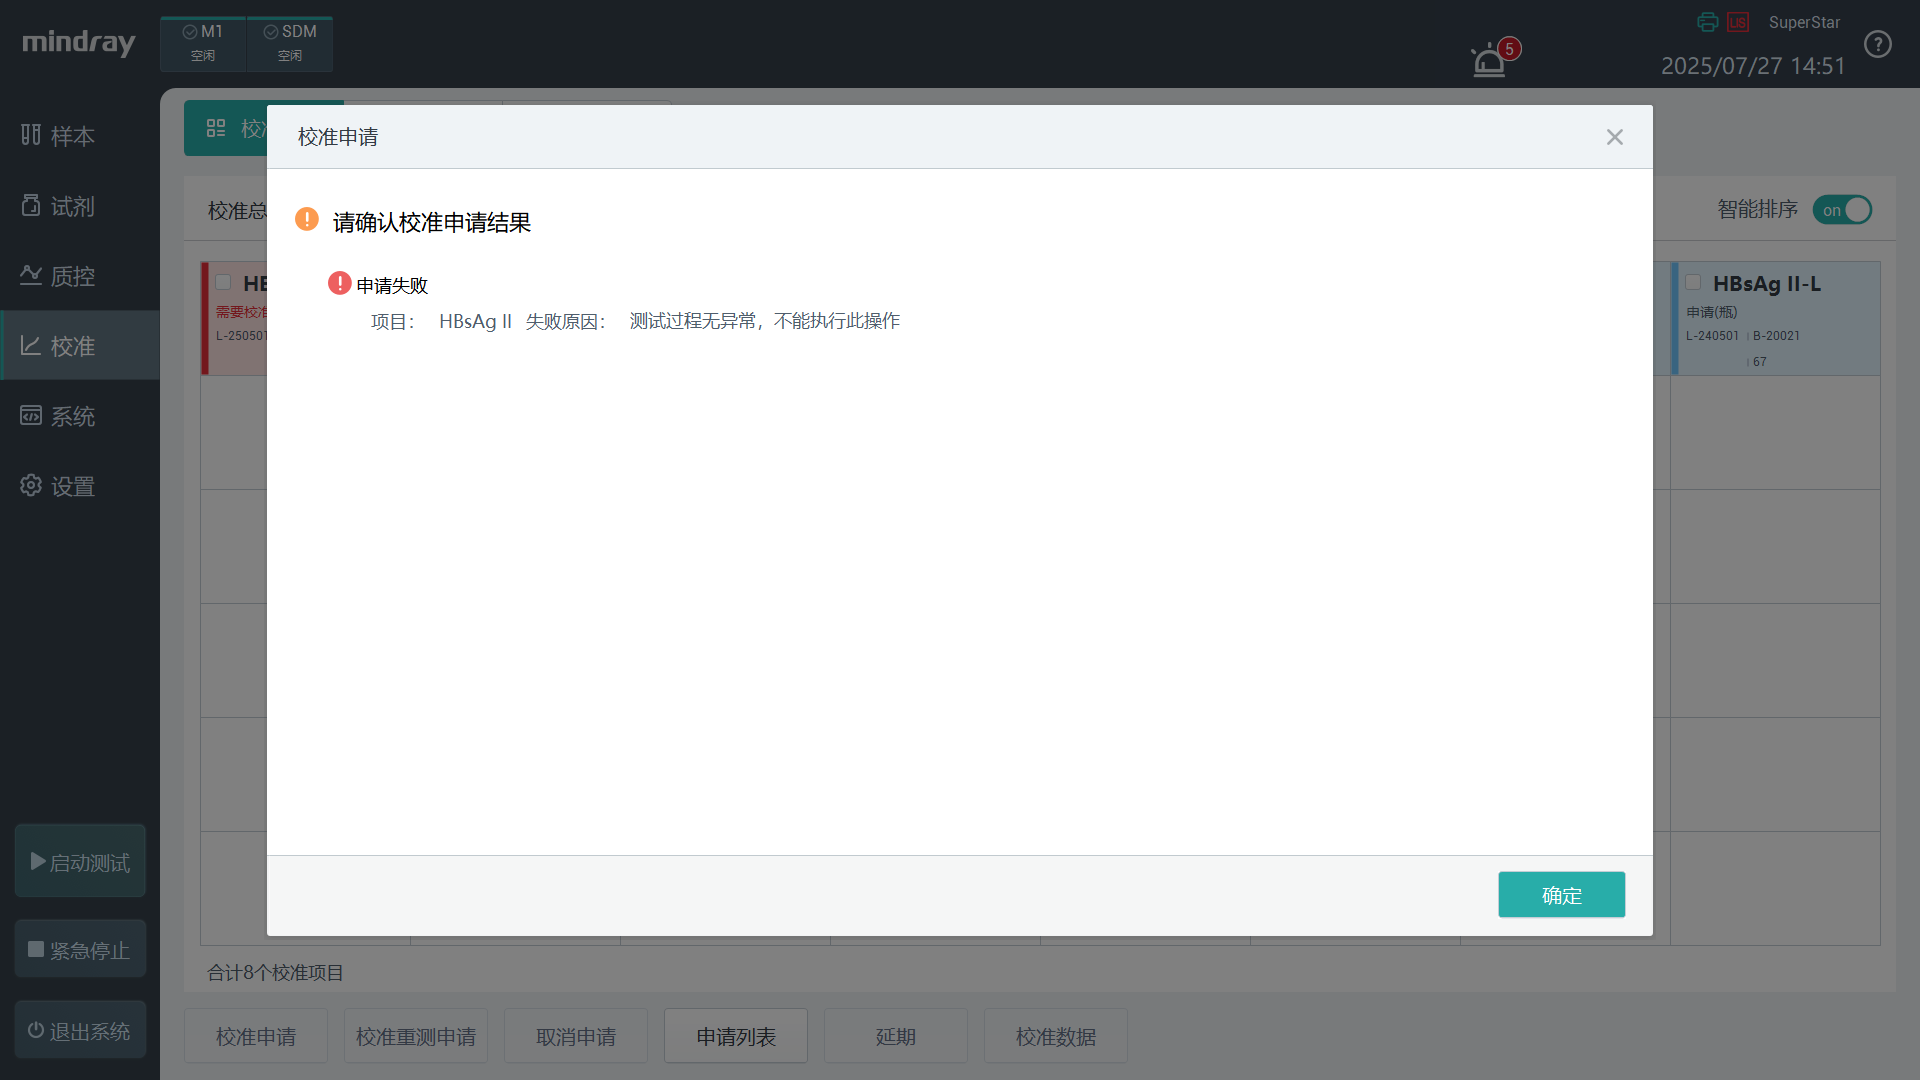 mindray
M1
空闲
SDM
空闲
5
LIS
SuperStar
2025/07/27 14:51
?
样本
试剂
质控
校准
系统
设置
启动测试
紧急停止
退出系统
校准申请
请确认校准申请结果
申请失败
项目： HBsAg II 失败原因： 测试过程无异常，不能执行此操作
确定
校准总
智能排序 on
需要校准
L-250501
HBsAg II-L
申请(瓶)
L-240501 B-20021
67
合计8个校准项目
校准申请
校准重测申请
取消申请
申请列表
延期
校准数据